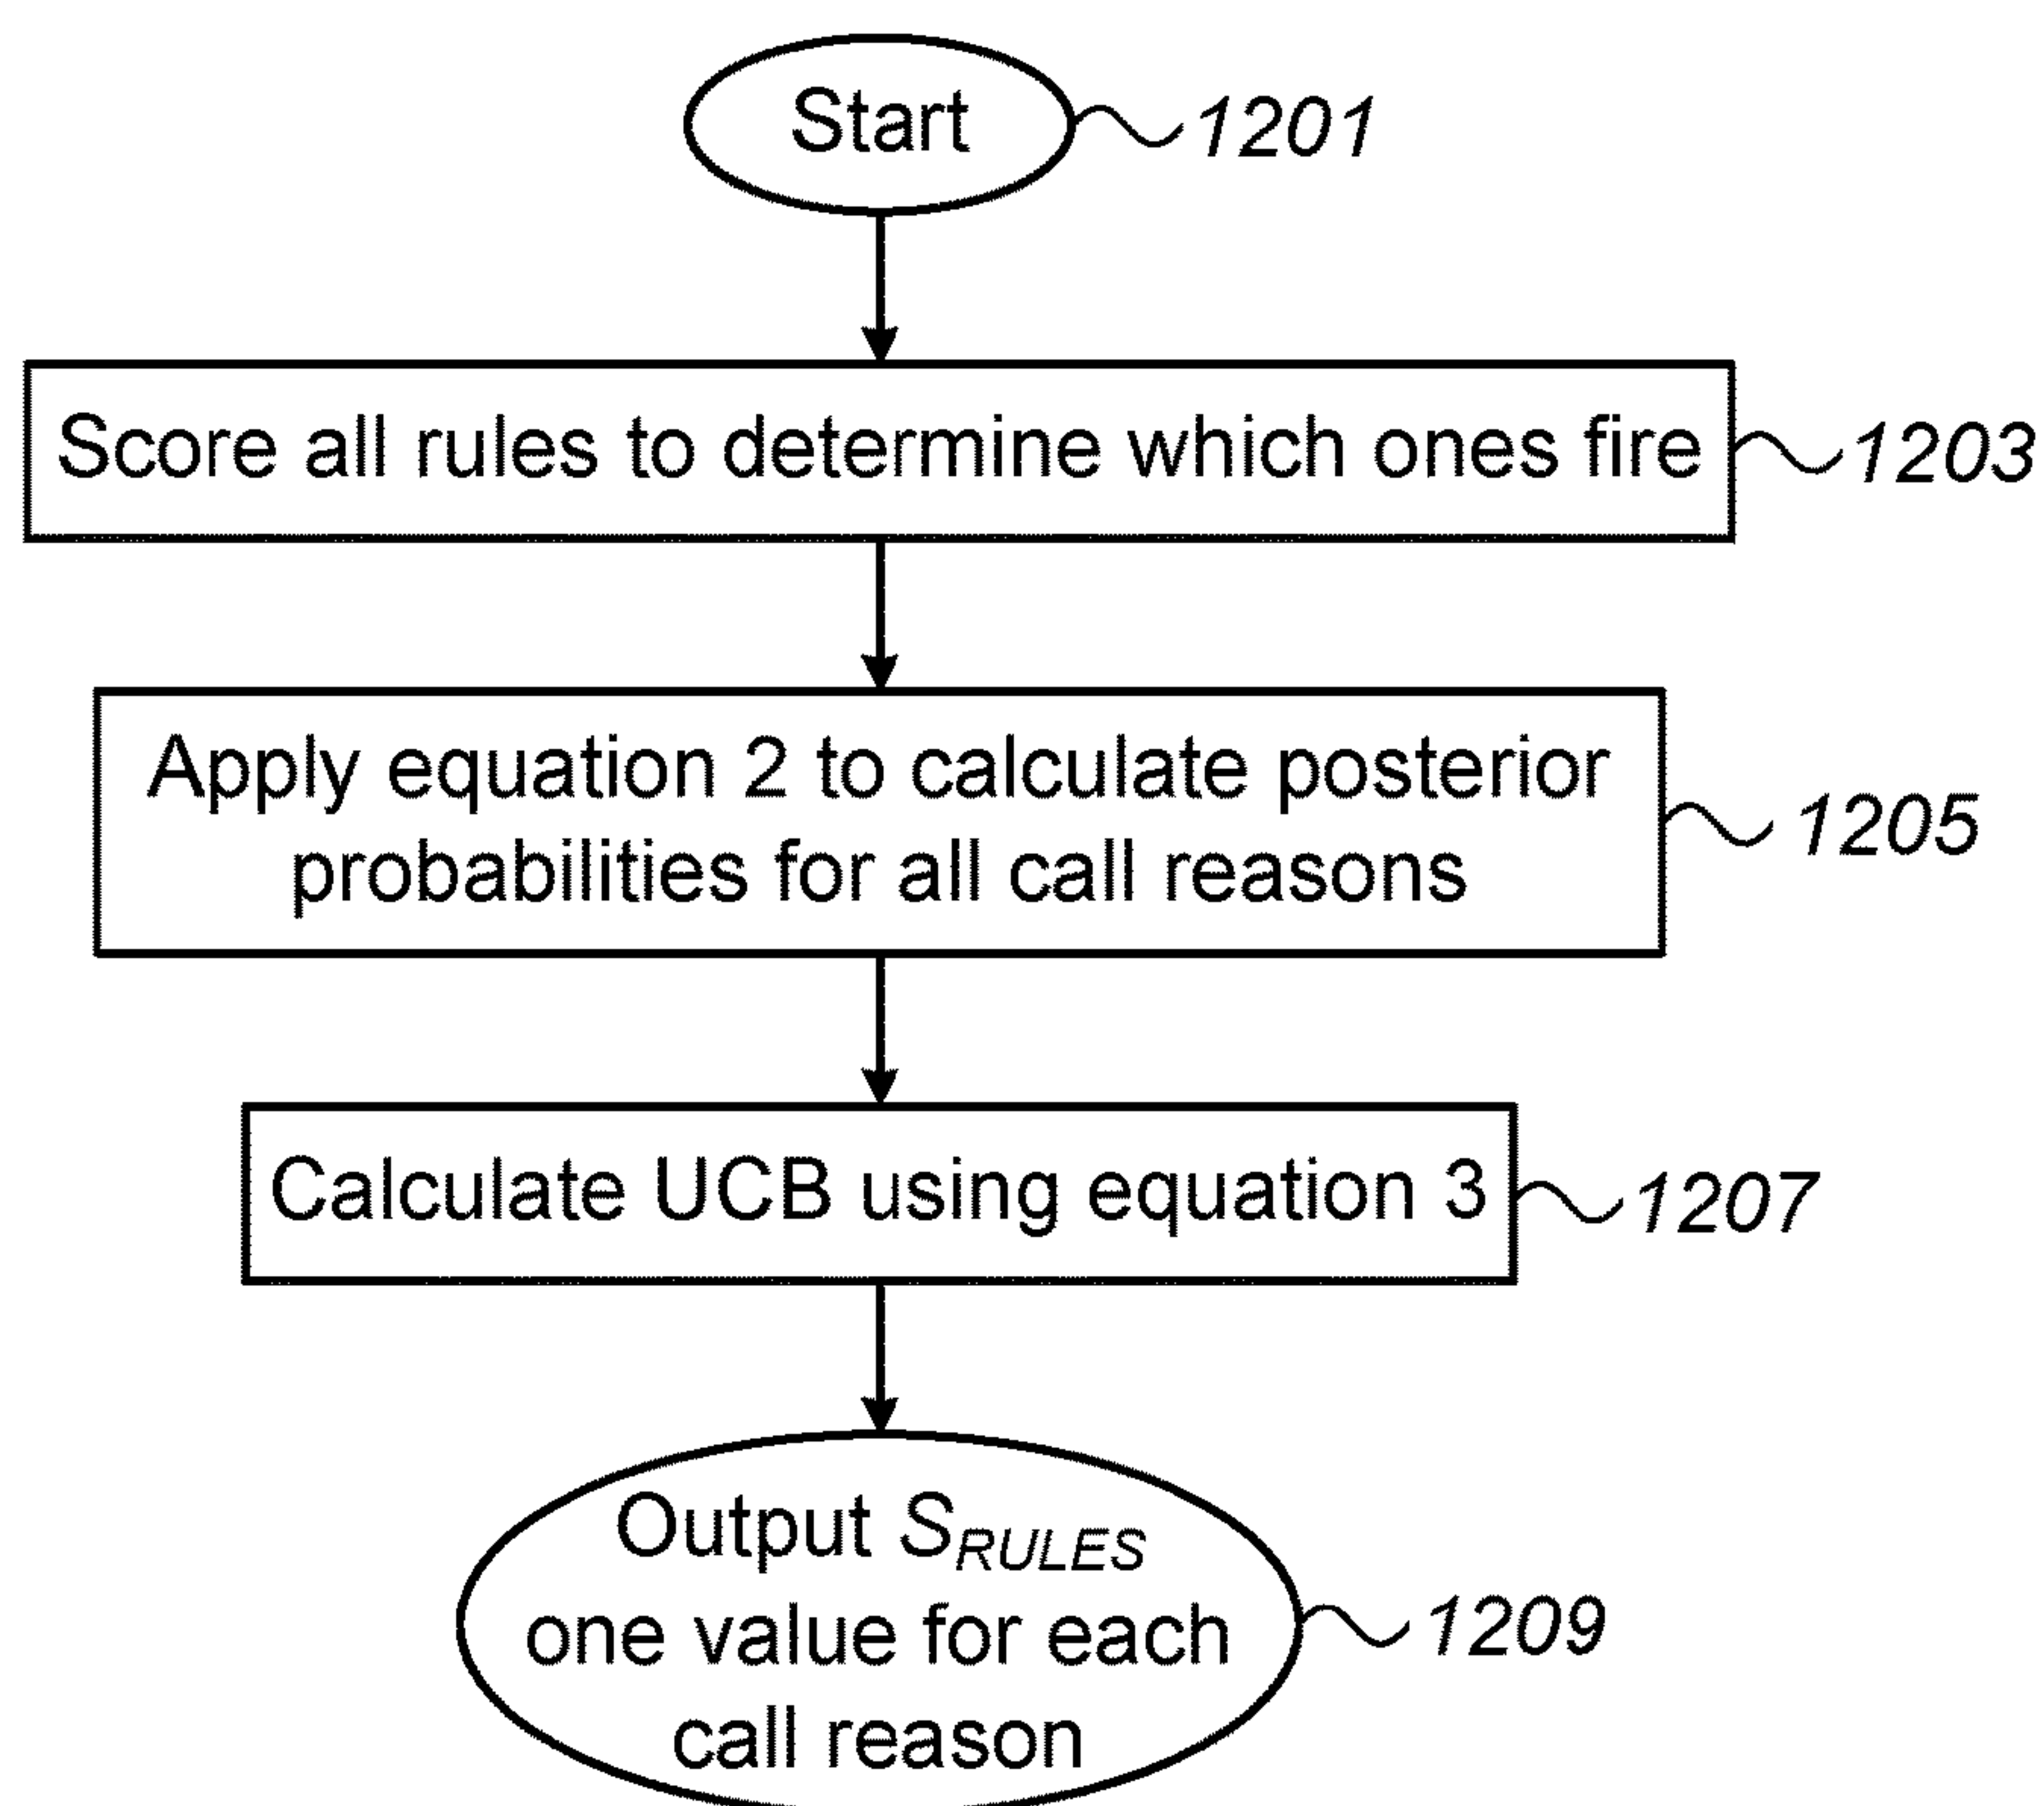 Start
1201
Score all rules to determine which ones fire
1203
Apply equation 2 to calculate posterior
probabilities for all call reasons
1205
Calculate UCB using equation 3
1207
Output S_RULES
one value for each
call reason
1209